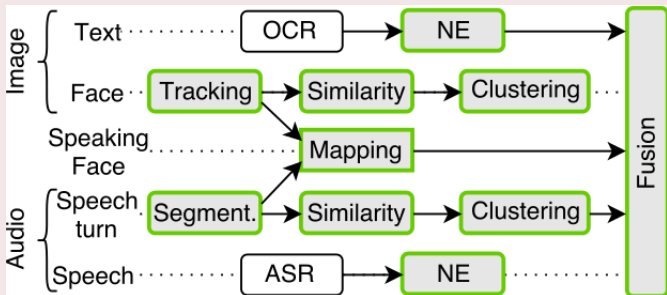 Image
Text
OCR
NE
Face
Tracking
Similarity
Clustering
Speaking
Face
Mapping
Audio
Speech
turn
Segment.
Similarity
Clustering
Speech
ASR
NE
Fusion